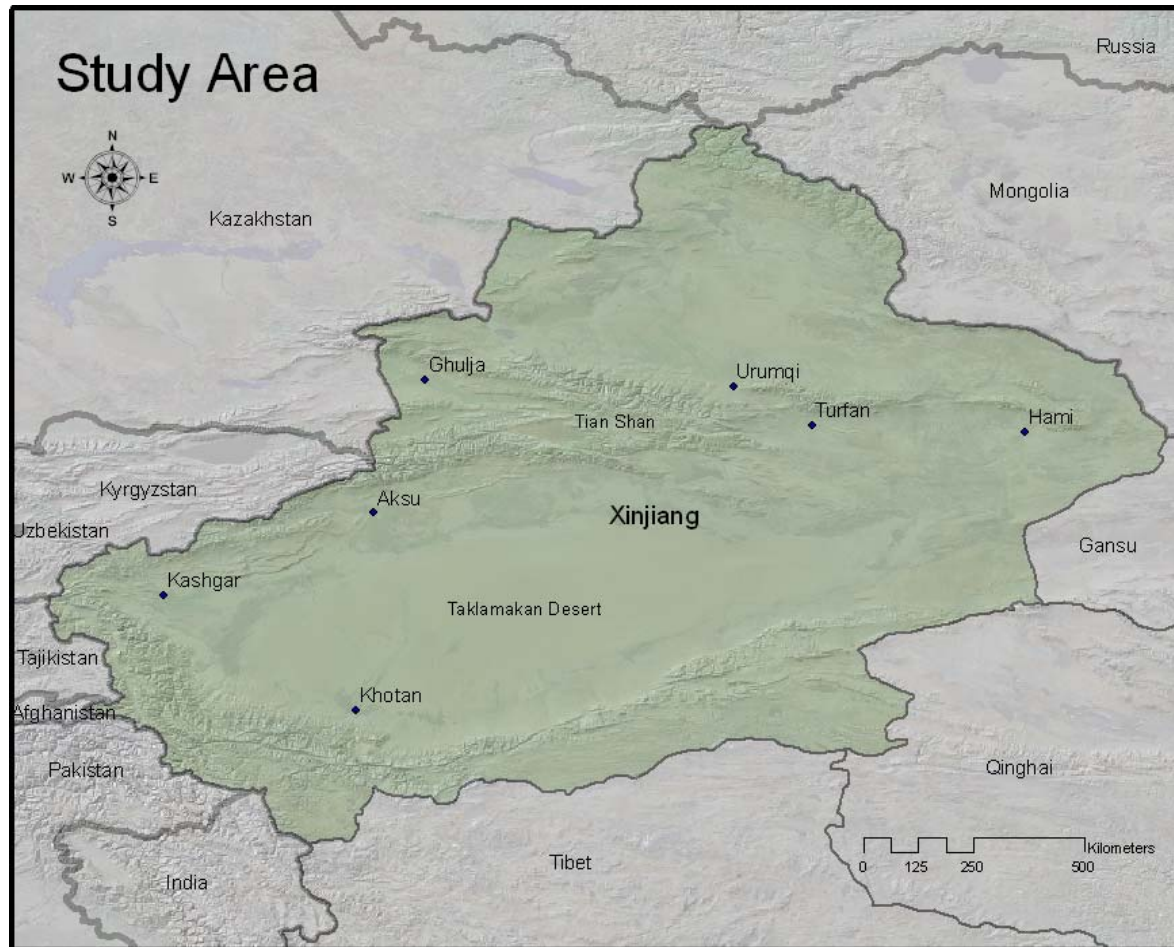 Study Area
Russia
N
W E
S
Mongolia
Kazakhstan
Ghulja
Urumqi
Turfan
Hami
Tian Shan
Kyrgyzstan
Aksu
Xinjiang
Uzbekistan
Gansu
Kashgar
Taklamakan Desert
Tajikistan
Khotan
Afghanistan
Pakistan
Qinghai
Kilometers
0 125 250 500
Tibet
India